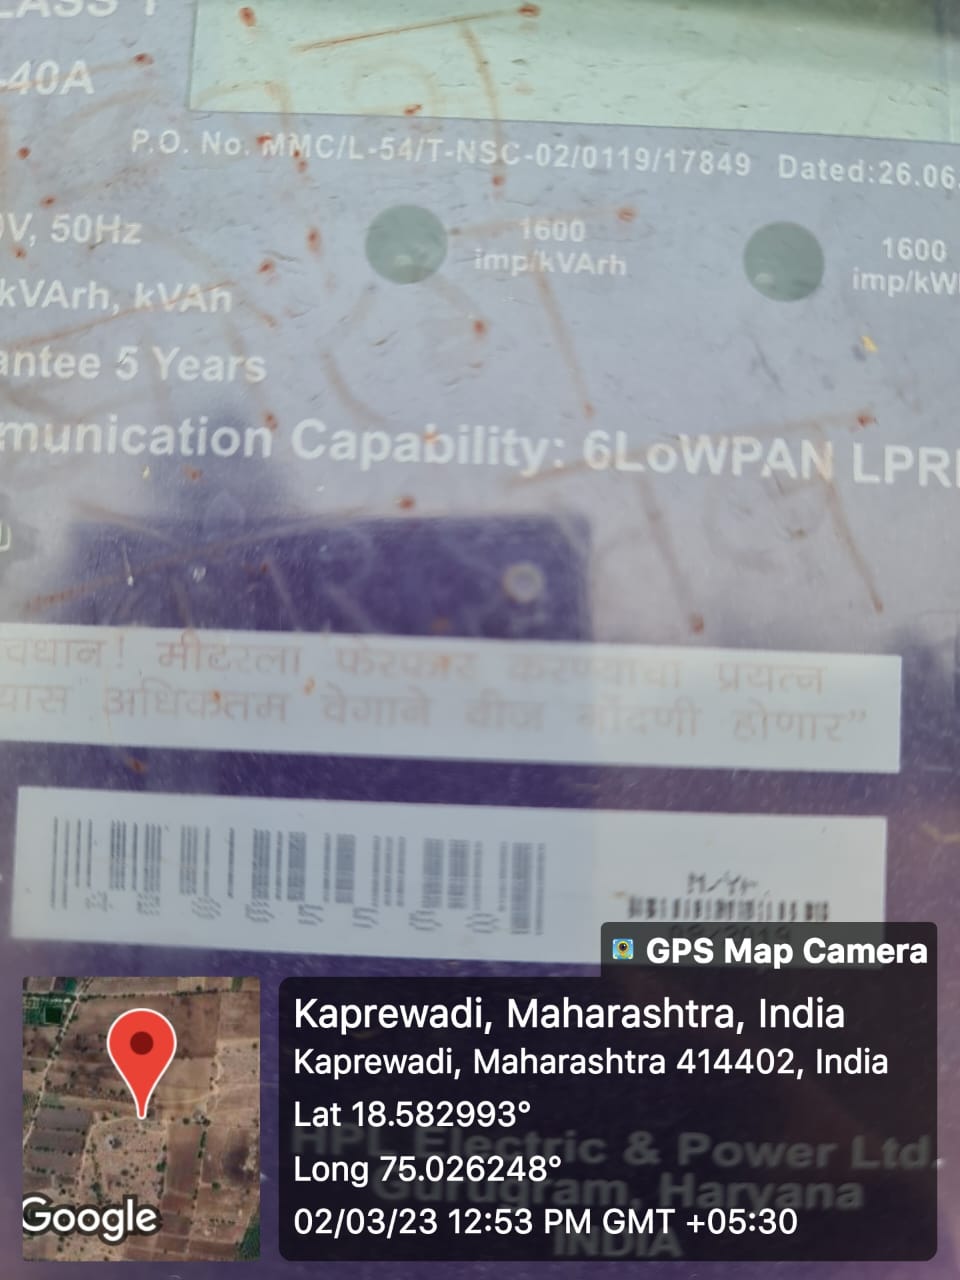 CLASS 1
-40A
P.O. No. MMC/L-54/T-NSC-02/0119/17849 Dated:26.06.
V, 50Hz
1600
imp/kVArh
1600
imp/kW
kVArh, kVAh
antee 5 Years
munication Capability: 6LoWPAN LPR
वधान! मीटरला फेरफार करण्याचा प्रयत्न
यास अधिकतम वेगाने वीज नोंदणी होणार”
M/Yr
GPS Map Camera
Kaprewadi, Maharashtra, India
Kaprewadi, Maharashtra 414402, India
Lat 18.582993°
Long 75.026248°
02/03/23 12:53 PM GMT +05:30
HPL Electric & Power Ltd.
Gurugram, Haryana
INDIA
Google